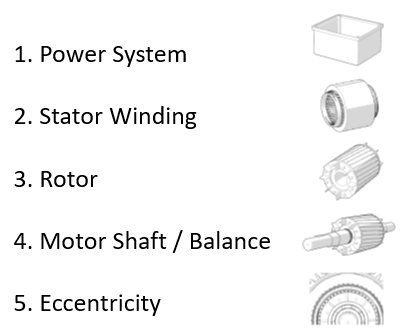 1. Power System
2. Stator Winding
3. Rotor
4. Motor Shaft / Balance
5. Eccentricity